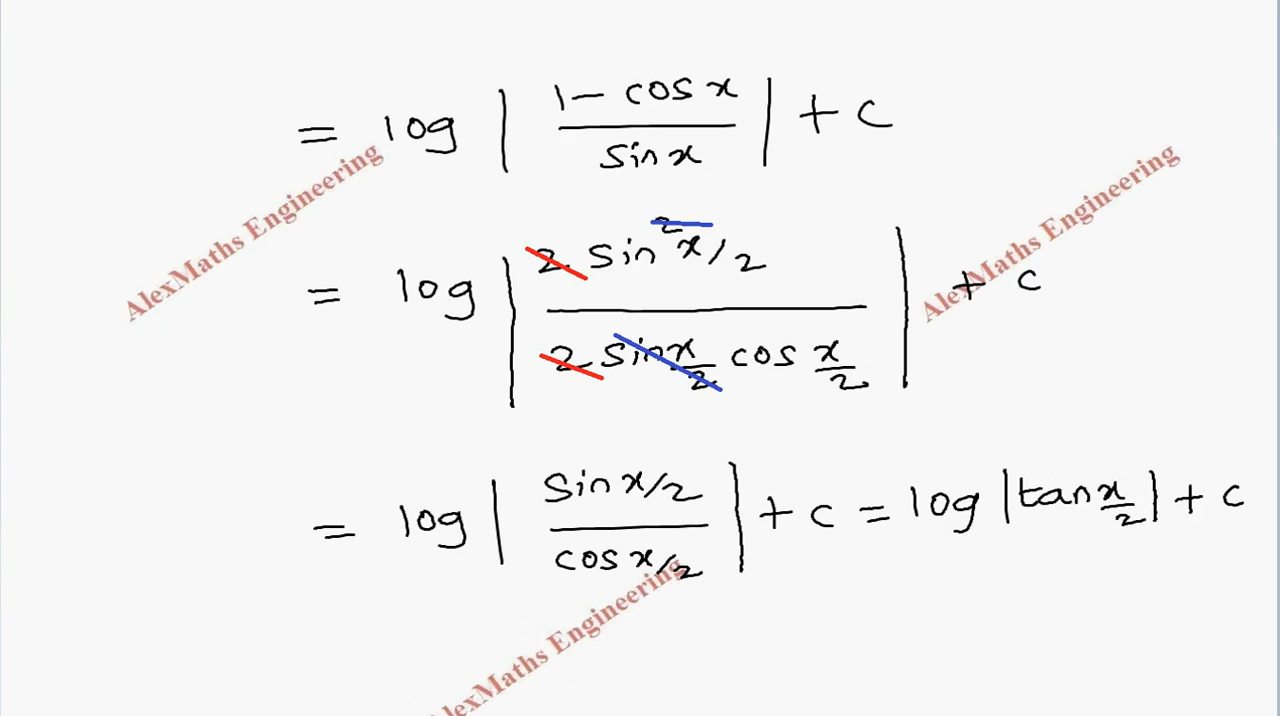 = log | (1 - cos x) / (sin x) | + c
= log | (2 sin²x/2) / (2 sin x/2 cos x/2) | + c
= log | (sin x/2) / (cos x/2) | + c = log |tan x/2| + c
AlexMaths Engineering
AlexMaths Engineering
AlexMaths Engineering